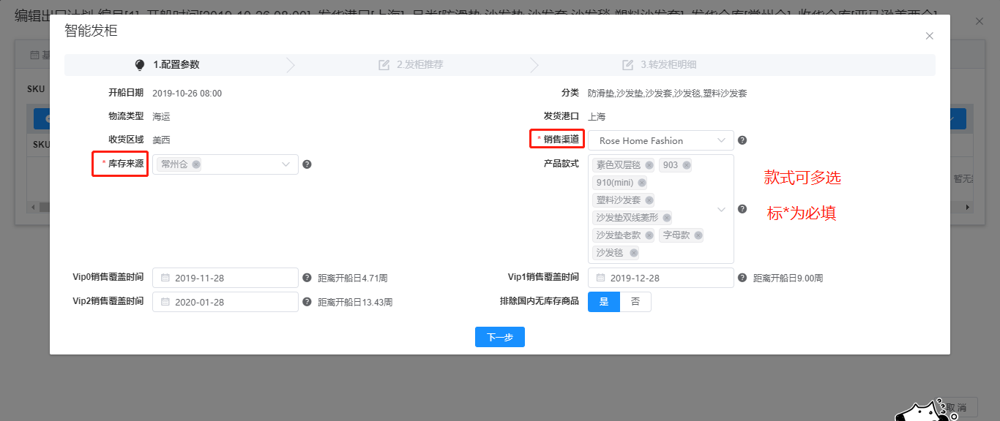 智能发柜
1.配置参数
2.发柜推荐
3.转发柜明细
开船日期 2019-10-26 08:00
分类 防滑垫,沙发垫,沙发套,沙发毯,塑料沙发套
物流类型 海运
发货港口 上海
收货区域 美西
* 销售渠道 Rose Home Fashion
* 库存来源 常州仓
产品款式 素色双层毯 903
910(mini)
塑料沙发套
沙发垫双线菱形
沙发垫老款 字母款
沙发毯
款式可多选
标*为必填
Vip0销售覆盖时间 2019-11-28 距离开船日4.71周
Vip1销售覆盖时间 2019-12-28 距离开船日9.00周
Vip2销售覆盖时间 2020-01-28 距离开船日13.43周
排除国内无库存商品 是 否
下一步
SKU
SKU
暂无
取消